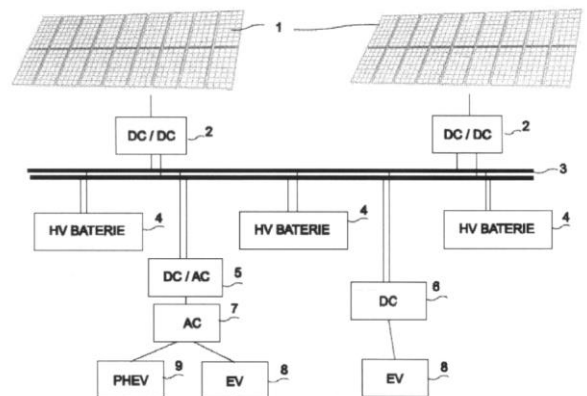 1
DC / DC 2
DC / DC 2
3
HV BATERIE 4
HV BATERIE 4
HV BATERIE 4
DC / AC 5
DC 6
AC 7
PHEV 9
EV 8
EV 8